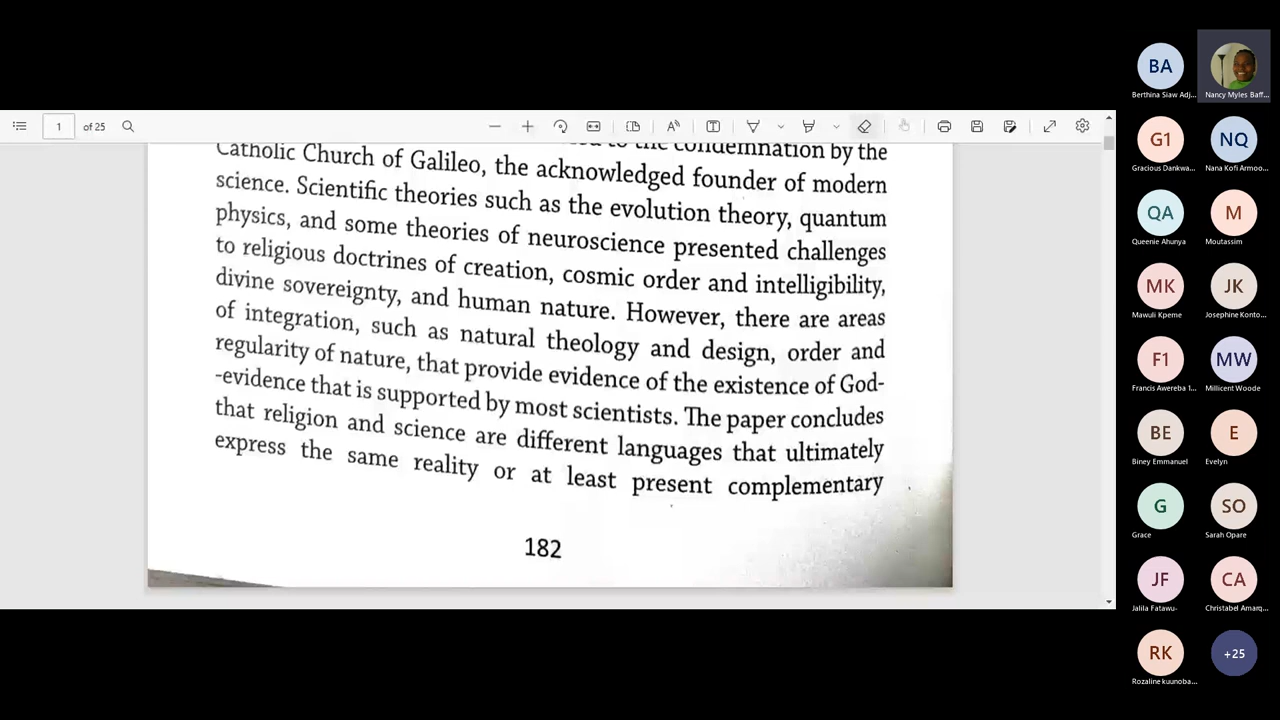 1
of 25
to the condemnation by the
Catholic Church of Galileo, the acknowledged founder of modern
science. Scientific theories such as the evolution theory, quantum
physics, and some theories of neuroscience presented challenges
to religious doctrines of creation, cosmic order and intelligibility,
divine sovereignty, and human nature. However, there are areas
of integration, such as natural theology and design, order and
regularity of nature, that provide evidence of the existence of God-
-evidence that is supported by most scientists. The paper concludes
that religion and science are different languages that ultimately
express the same reality or at least present complementary
182
BA
Berthina Siaw Adj...
Nancy Myles Baff...
G1
Gracious Dankwa...
NQ
Nana Kofi Armoo...
QA
Queenie Ahunya
M
Moutassim
MK
Mawuli Kpeme
JK
Josephine Konto...
F1
Francis Awereba 1...
MW
Millicent Woode
BE
Biney Emmanuel
E
Evelyn
G
Grace
SO
Sarah Opare
JF
Jalila Fatawu-
CA
Christabel Amarq...
RK
Rozaline kuunoba...
+25